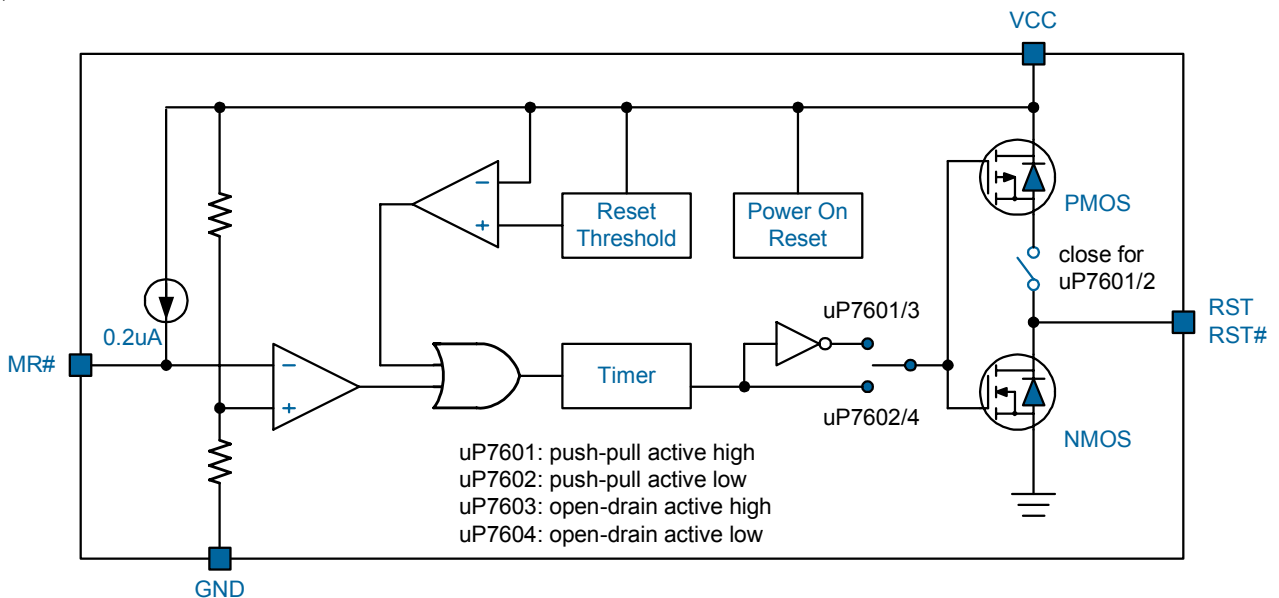 VCC
Reset
Threshold
Power On
Reset
PMOS
close for
uP7601/2
0.2uA
uP7601/3
RST
RST#
MR#
Timer
uP7602/4
NMOS
uP7601: push-pull active high
uP7602: push-pull active low
uP7603: open-drain active high
uP7604: open-drain active low
GND